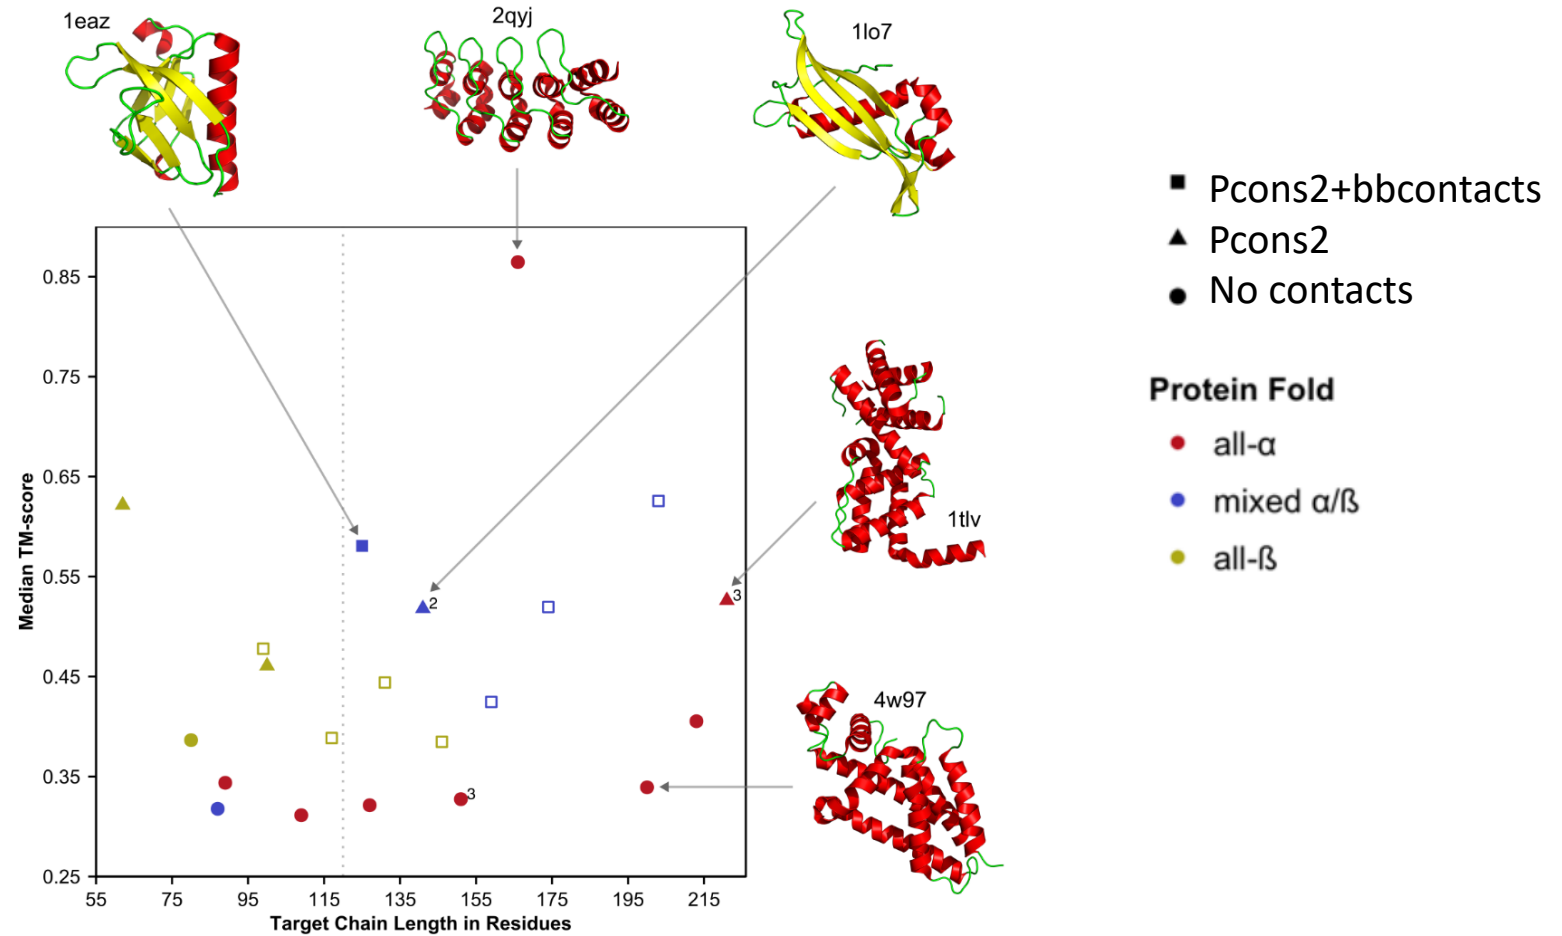 1eaz
2qyj
1lo7
Pcons2+bbcontacts
Pcons2
No contacts
Protein Fold
all-α
mixed α/ß
all-ß
1tlv
4w97
Median TM-score
0.85
0.75
0.65
0.55
0.45
0.35
0.25
2
3
3
55 75 95 115 135 155 175 195 215
Target Chain Length in Residues